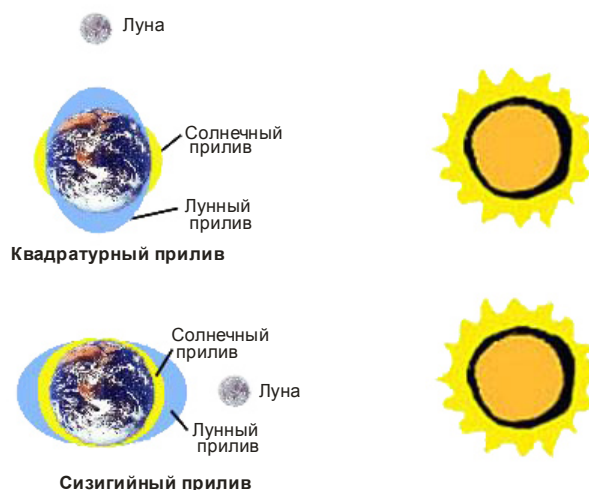 Луна
Солнечный
прилив
Лунный
прилив
Квадратурный прилив
Солнечный
прилив
Луна
Лунный
прилив
Сизигийный прилив